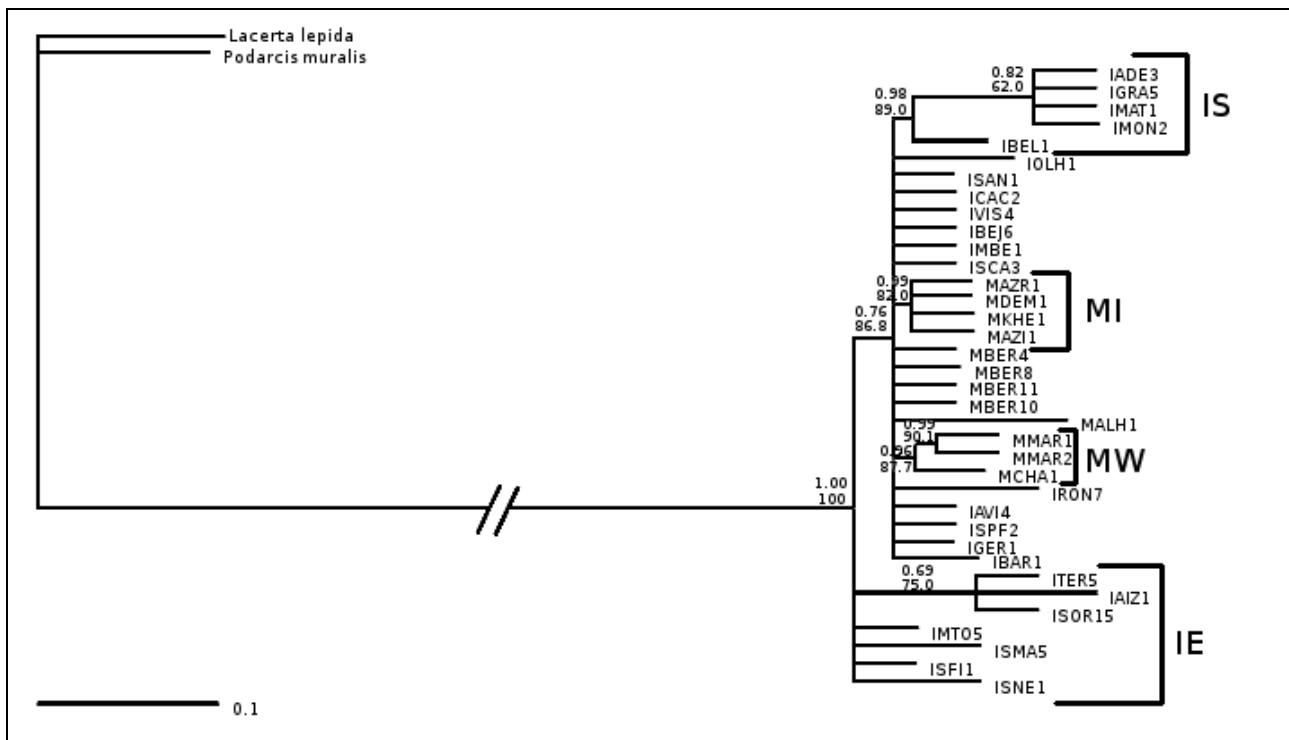 Lacerta lepida
Podarcis muralis
0.82
62.0
IADE3
IGRA5
IMAT1
IMON2
IS
0.98
89.0
IBEL1
IOLH1
ISAN1
ICAC2
IVIS4
IBEJ6
IMBE1
ISCA3
0.99
82.0
MAZR1
MDEM1
MKHE1
MAZI1
MI
0.76
86.8
MBER4
MBER8
MBER11
MBER10
MALH1
0.99
90.1
MMAR1
MMAR2
0.96
87.7
MCHA1
MW
IRON7
1.00
100
IAVI4
ISPF2
IGER1
IBAR1
0.69
75.0
ITER5
IAIZ1
ISOR15
IMTO5
ISMA5
ISFI1
ISNE1
IE
0.1